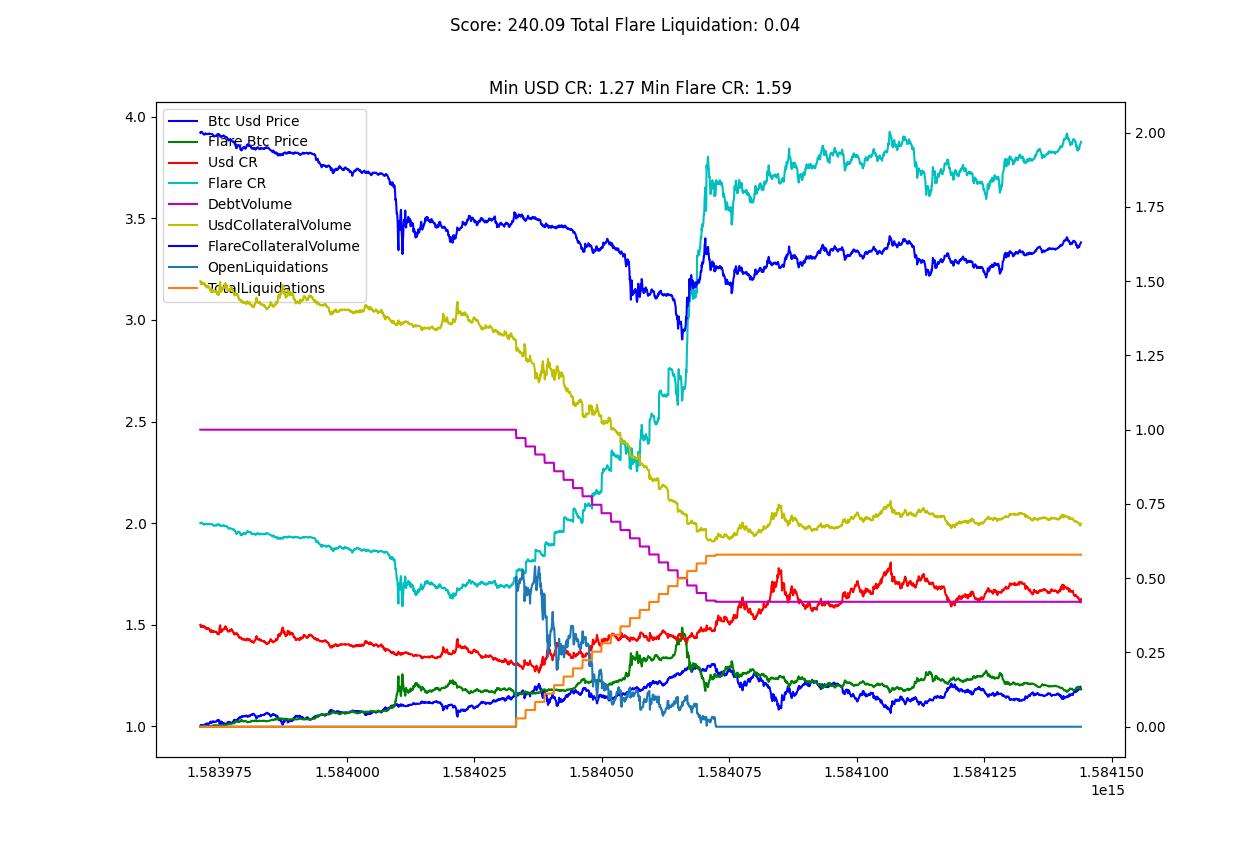 Score: 240.09 Total Flare Liquidation: 0.04
Min USD CR: 1.27 Min Flare CR: 1.59
Btc Usd Price
Flare Btc Price
Usd CR
Flare CR
DebtVolume
UsdCollateralVolume
FlareCollateralVolume
OpenLiquidations
TotalLiquidations
4.0
3.5
3.0
2.5
2.0
1.5
1.0
2.00
1.75
1.50
1.25
1.00
0.75
0.50
0.25
0.00
1.583975 1.584000 1.584025 1.584050 1.584075 1.584100 1.584125 1.584150
1e15